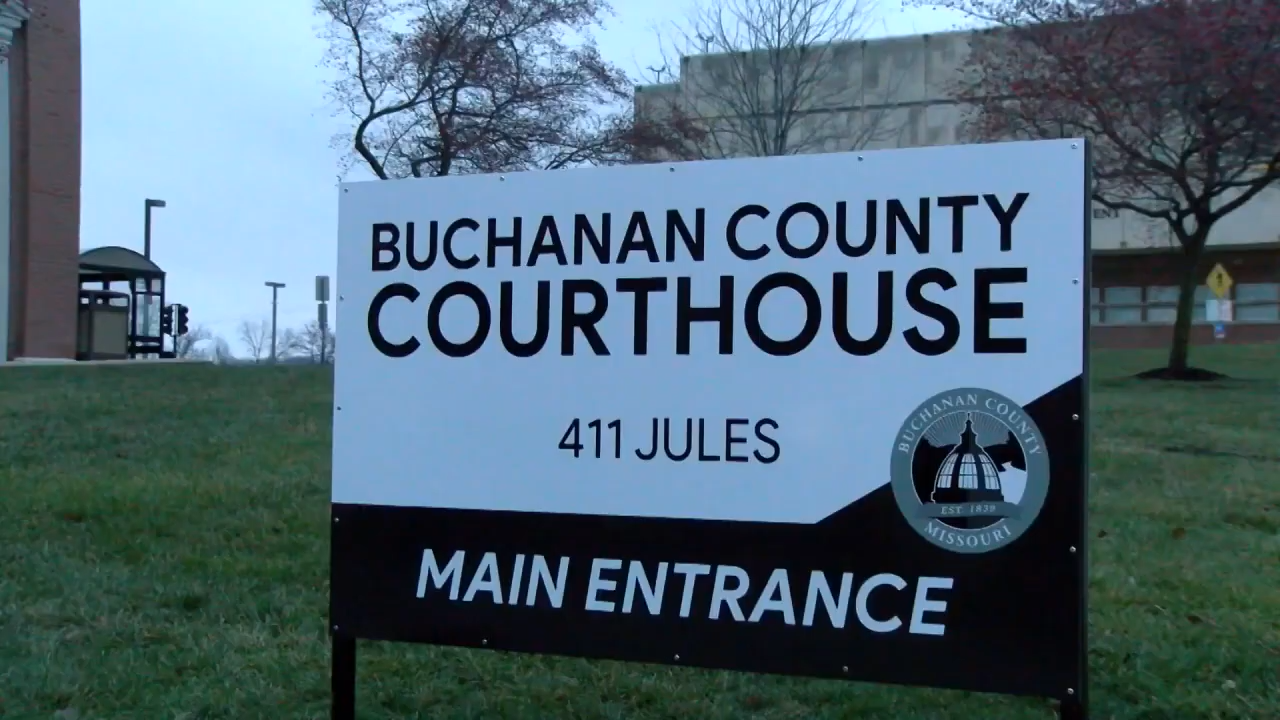 BUCHANAN COUNTY
COURTHOUSE
411 JULES
BUCHANAN COUNTY
EST. 1839
MISSOURI
MAIN ENTRANCE